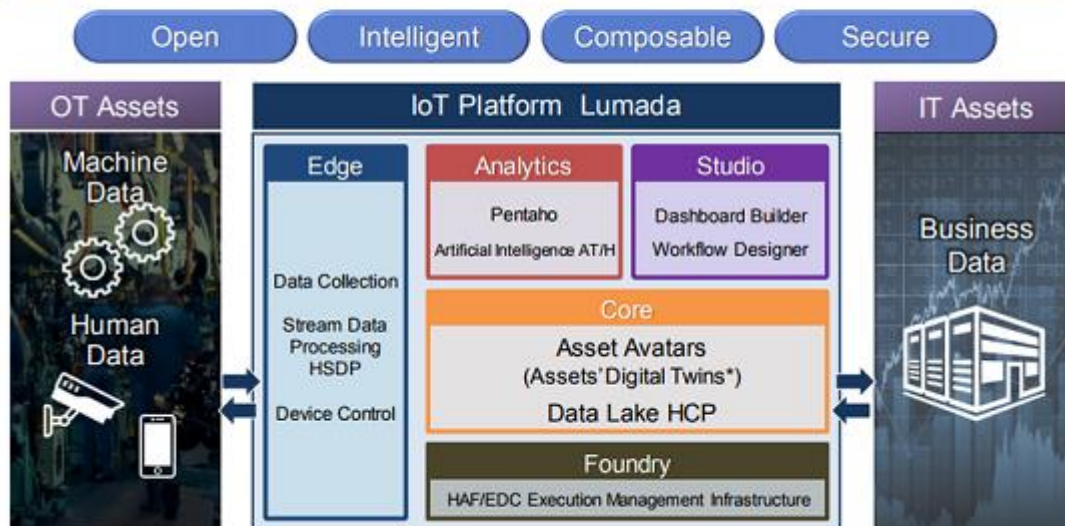 Open
Intelligent
Composable
Secure
OT Assets
Machine
Data
Human
Data
IoT Platform Lumada
Edge
Data Collection
Stream Data
Processing
HSDP
Device Control
Analytics
Pentaho
Artificial Intelligence AT/H
Studio
Dashboard Builder
Workflow Designer
Core
Asset Avatars
(Assets' Digital Twins*)
Data Lake HCP
Foundry
HAF/EDC Execution Management Infrastructure
IT Assets
Business
Data